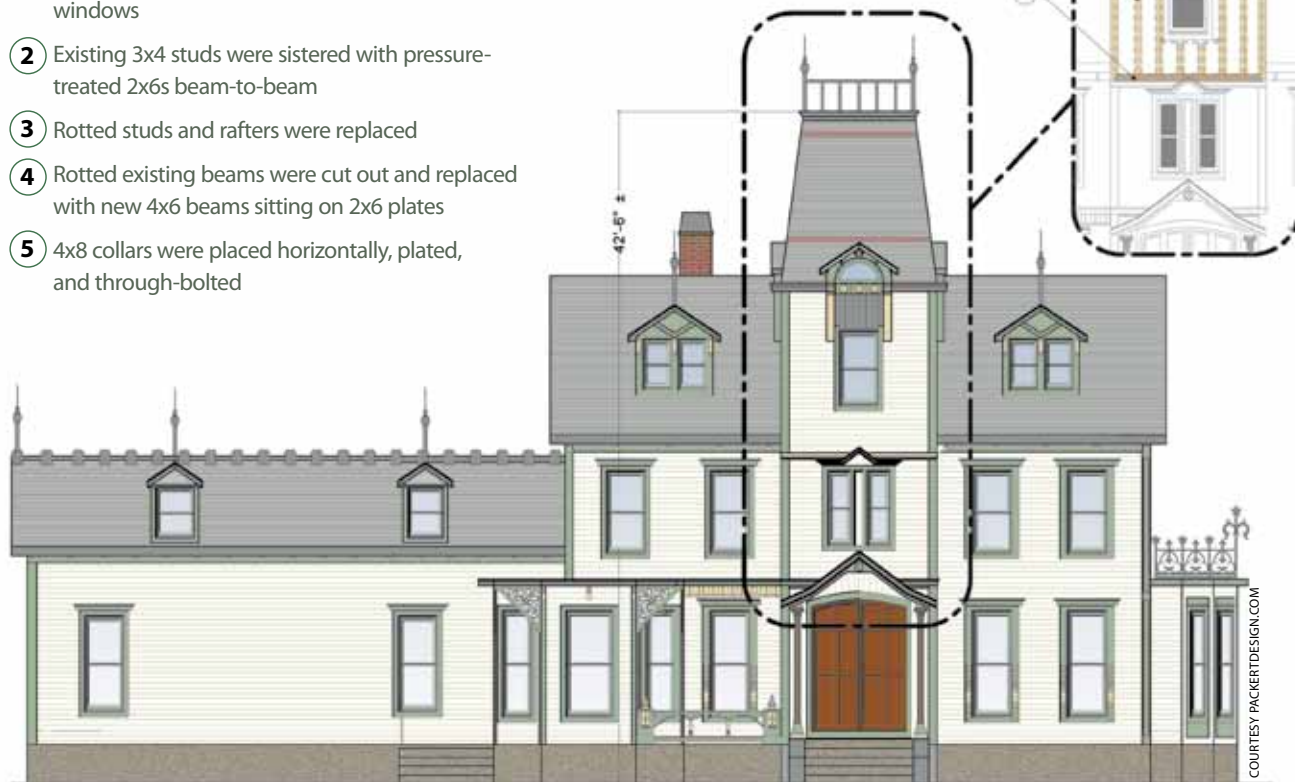 windows
2 Existing 3x4 studs were sistered with pressure-
treated 2x6s beam-to-beam
3 Rotted studs and rafters were replaced
4 Rotted existing beams were cut out and replaced
with new 4x6 beams sitting on 2x6 plates
5 4x8 collars were placed horizontally, plated,
and through-bolted
42'-6" ±
COURTESY PACKERTDESIGN.COM